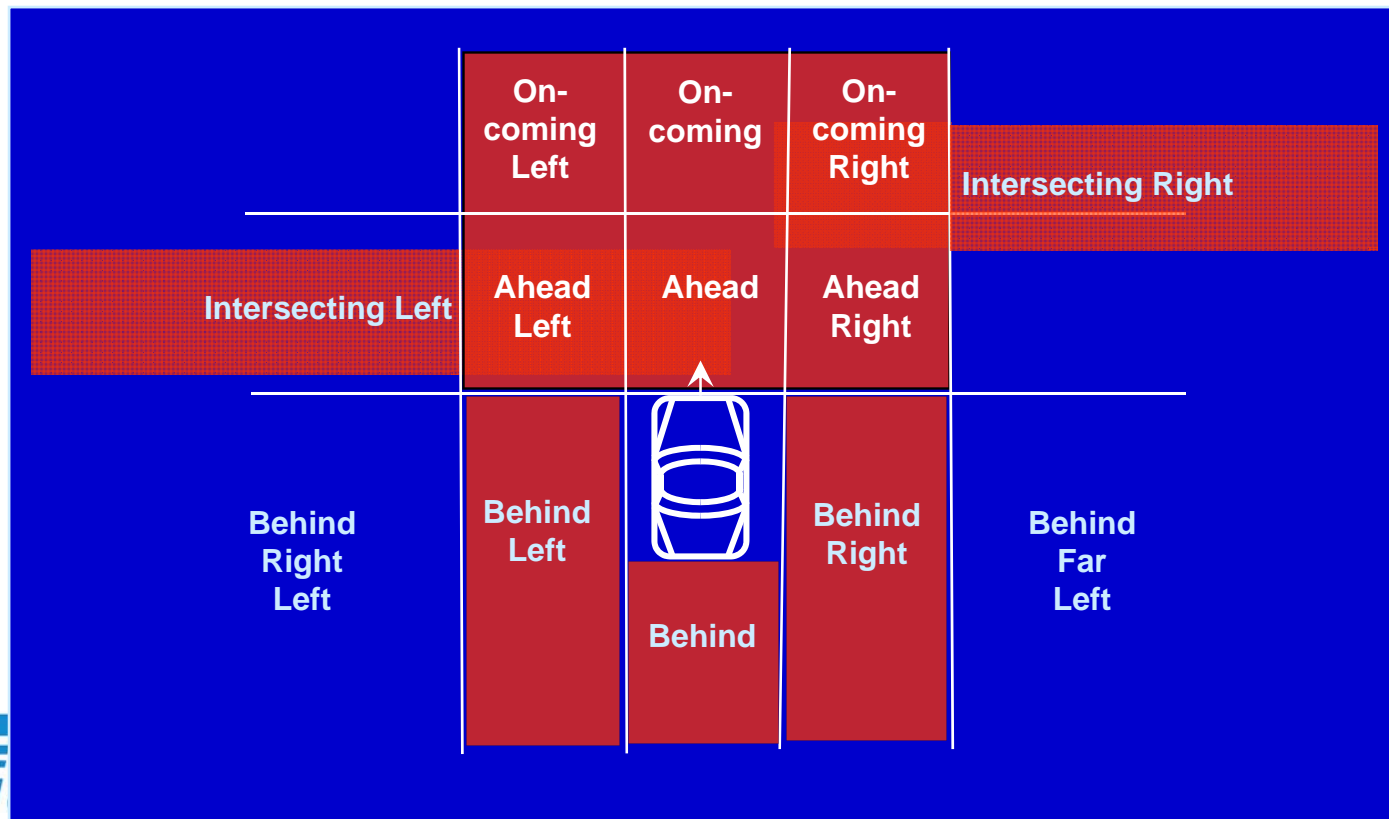 On-
coming
Left
On-
coming
On-
coming
Right
Intersecting Right
Intersecting Left
Ahead
Left
Ahead
Ahead
Right
Behind
Right
Left
Behind
Left
Behind
Behind
Right
Behind
Far
Left